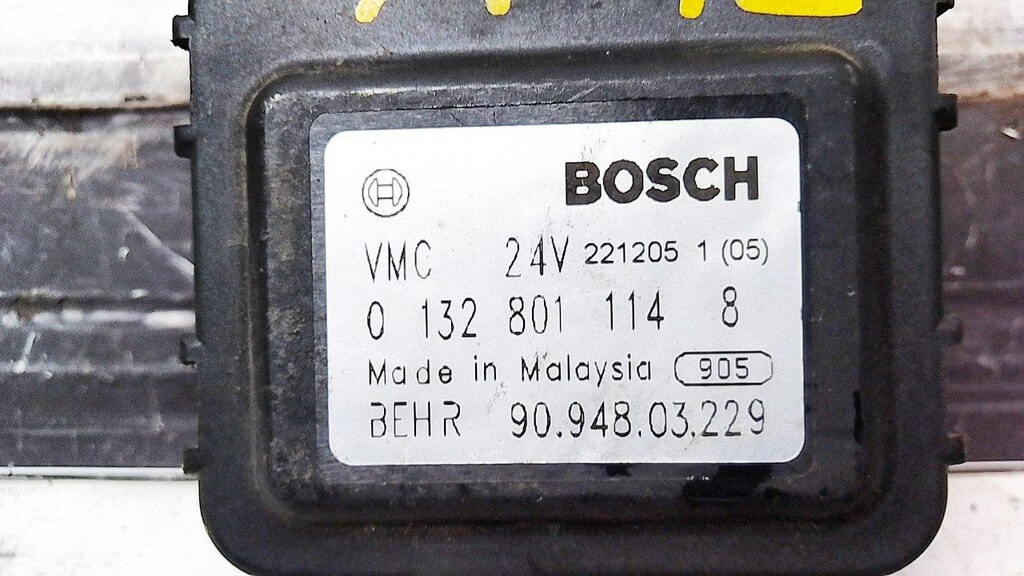 BOSCH
VMC 24V 221205 1 (05)
0 132 801 114 8
Made in Malaysia 905
BEHR 90.948.03.229